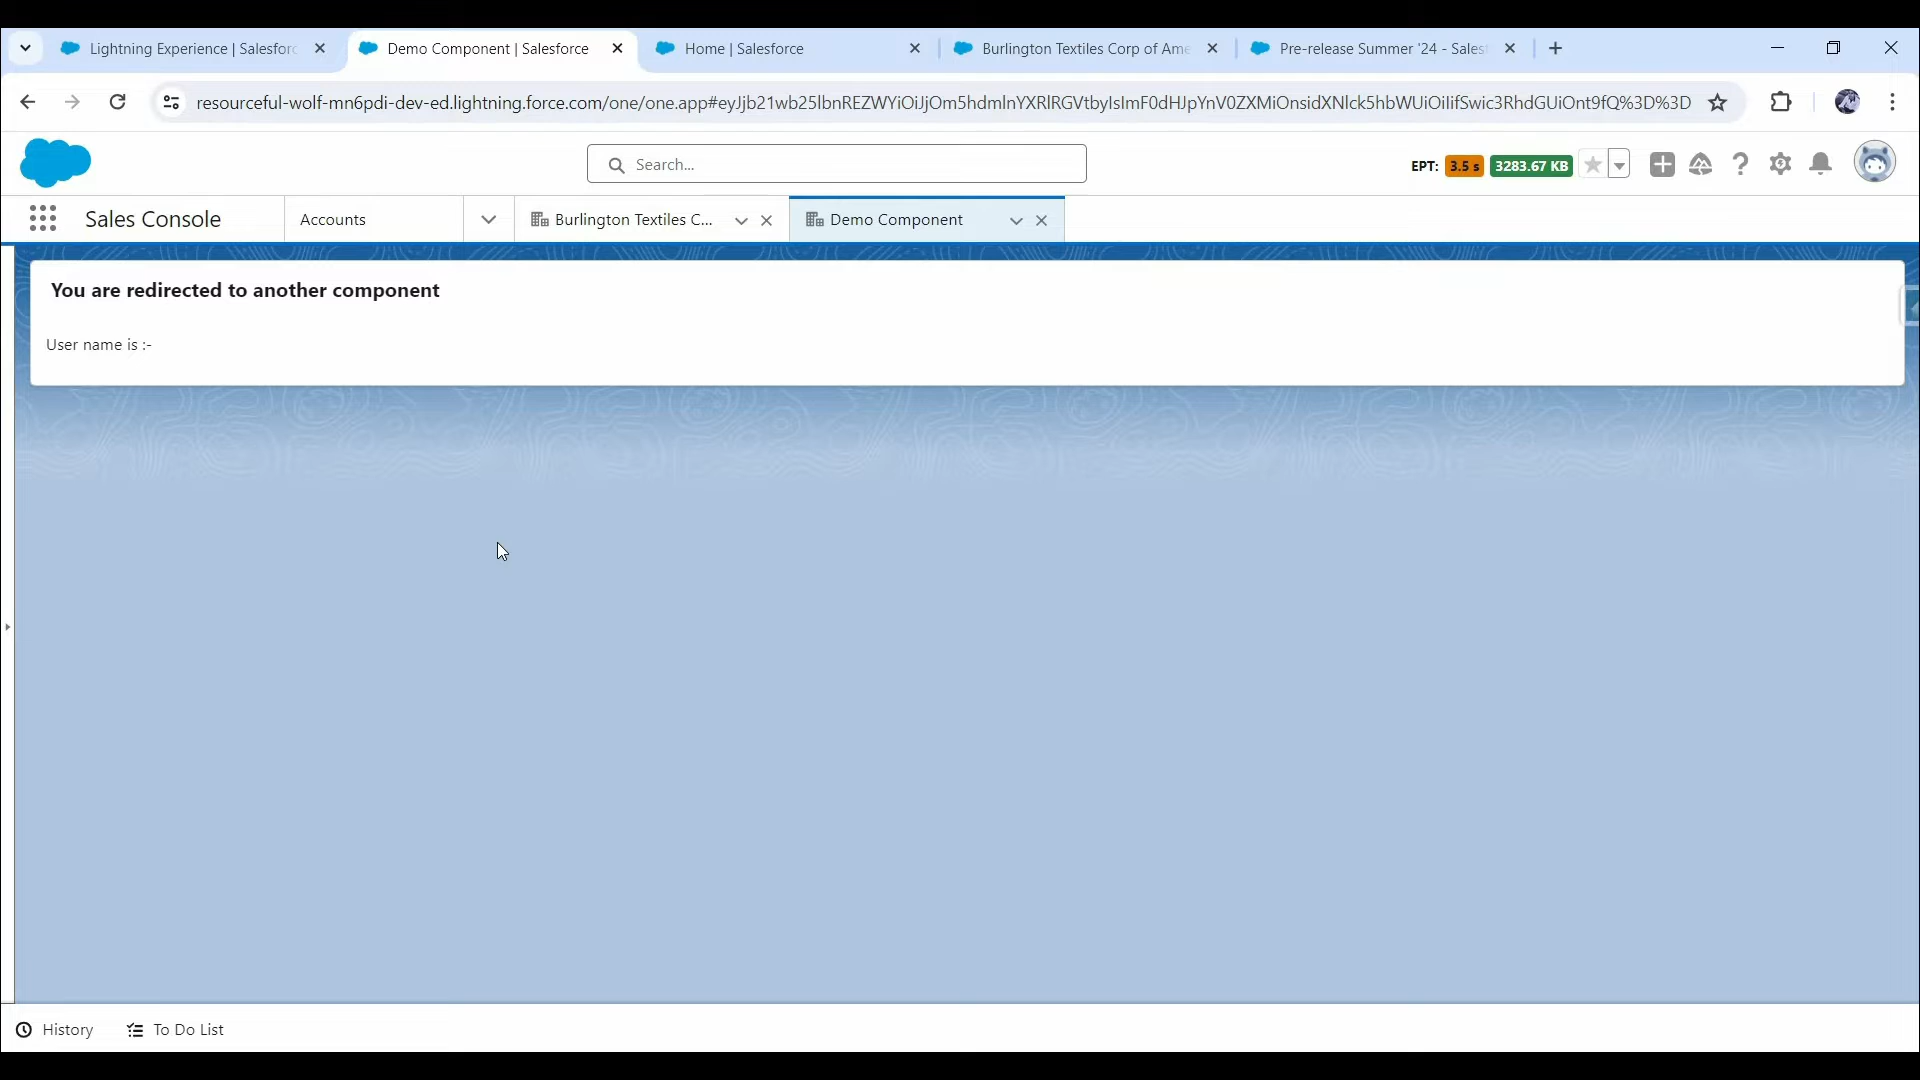 Lightning Experience | Salesforc
Demo Component | Salesforce
Home | Salesforce
Burlington Textiles Corp of Ame
Pre-release Summer '24 - Sales
resourceful-wolf-mn6pdi-dev-ed.lightning.force.com/one/one.app#eyJjb21wb25lbnREZWYiOiJjOm5hdmlnYXRlRGVtbyIsImF0dHJpYnV0ZXMiOnsidXNlck5hbWUiOiIifSwic3RhdGUiOnt9fQ%3D%3D
Search...
EPT: 3.5 s 3283.67 KB
Sales Console
Accounts
Burlington Textiles C...
Demo Component
You are redirected to another component
User name is :-
History
To Do List